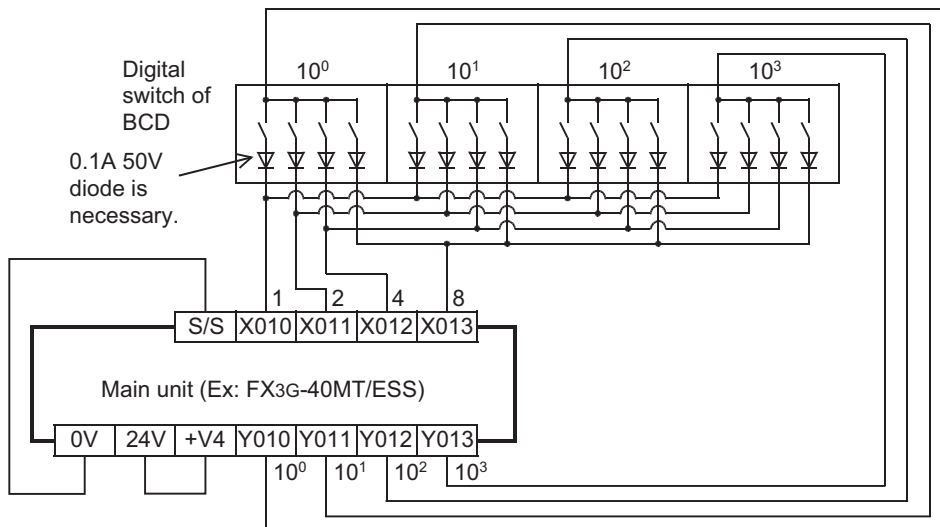 Digital
switch of
BCD
10⁰ 10¹ 10² 10³
0.1A 50V
diode is
necessary.
1 2 4 8
S/S X010 X011 X012 X013
Main unit (Ex: FX3G-40MT/ESS)
0V 24V +V4 Y010 Y011 Y012 Y013
10⁰ 10¹ 10² 10³